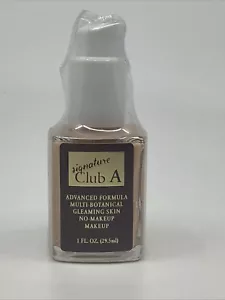 signature
Club A
ADVANCED FORMULA
MULTI-BOTANICAL
GLEAMING SKIN
NO-MAKEUP
MAKEUP
1 FL. OZ. (29.5ml)